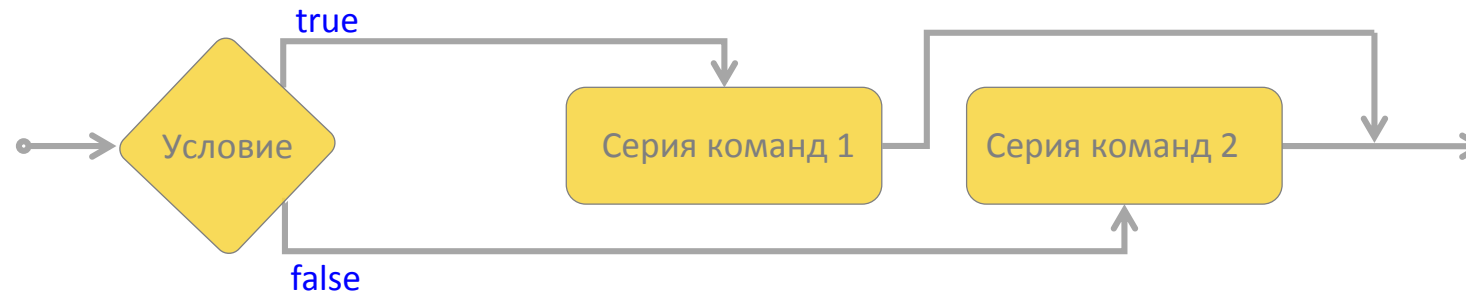 true
Условие
Серия команд 1
Серия команд 2
false